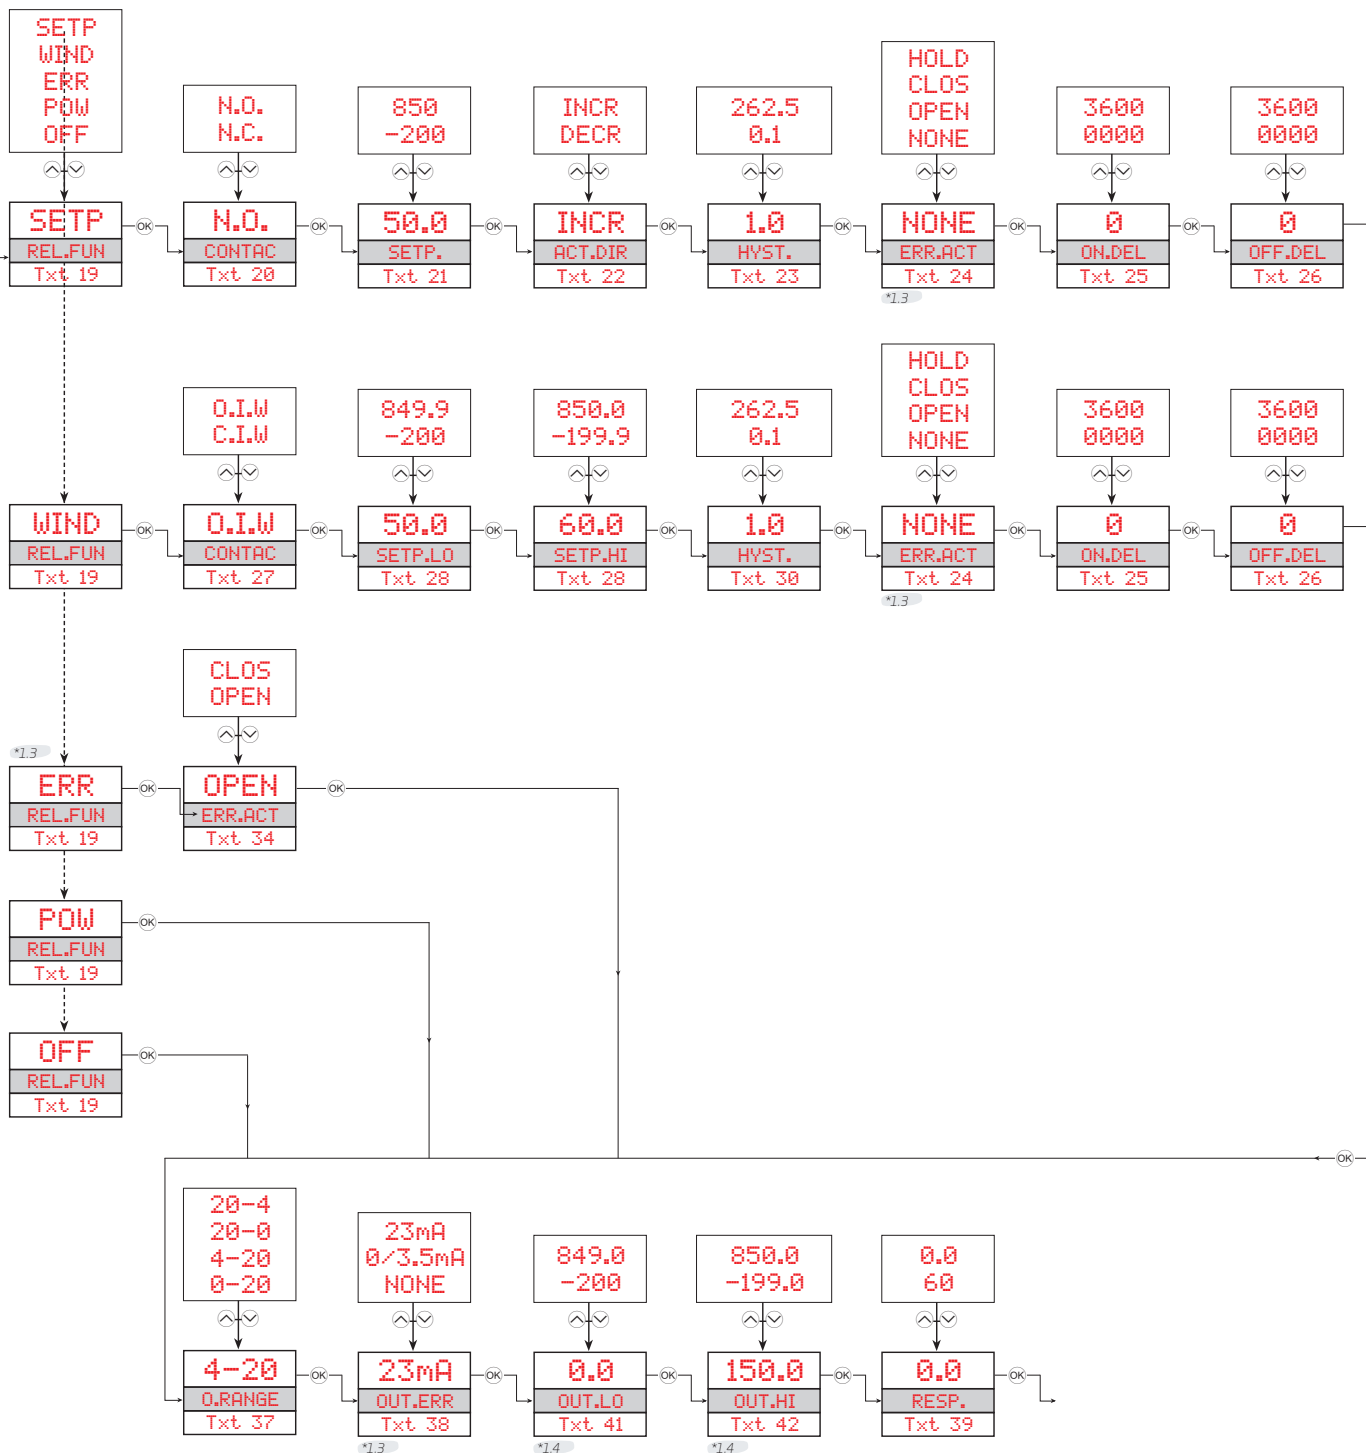 SETP
WIND
ERR
POW
OFF
N.O.
N.C.
850
-200
INCR
DECR
262.5
0.1
HOLD
CLOS
OPEN
NONE
3600
0000
3600
0000
SETP
REL.FUN
Txt 19
OK
N.O.
CONTAC
Txt 20
OK
50.0
SETP.
Txt 21
OK
INCR
ACT.DIR
Txt 22
OK
1.0
HYST.
Txt 23
OK
NONE
ERR.ACT
Txt 24
*1.3
OK
0
ON.DEL
Txt 25
OK
0
OFF.DEL
Txt 26
O.I.W
C.I.W
849.9
-200
850.0
-199.9
262.5
0.1
HOLD
CLOS
OPEN
NONE
3600
0000
3600
0000
WIND
REL.FUN
Txt 19
OK
O.I.W
CONTAC
Txt 27
OK
50.0
SETP.LO
Txt 28
OK
60.0
SETP.HI
Txt 28
OK
1.0
HYST.
Txt 30
OK
NONE
ERR.ACT
Txt 24
*1.3
OK
0
ON.DEL
Txt 25
OK
0
OFF.DEL
Txt 26
CLOS
OPEN
*1.3
ERR
REL.FUN
Txt 19
OK
OPEN
ERR.ACT
Txt 34
OK
POW
REL.FUN
Txt 19
OK
OFF
REL.FUN
Txt 19
OK
OK
20-4
20-0
4-20
0-20
23mA
0/3.5mA
NONE
849.0
-200
850.0
-199.0
0.0
60
4-20
O.RANGE
Txt 37
OK
23mA
OUT.ERR
Txt 38
*1.3
OK
0.0
OUT.LO
Txt 41
*1.4
OK
150.0
OUT.HI
Txt 42
*1.4
OK
0.0
RESP.
Txt 39
OK